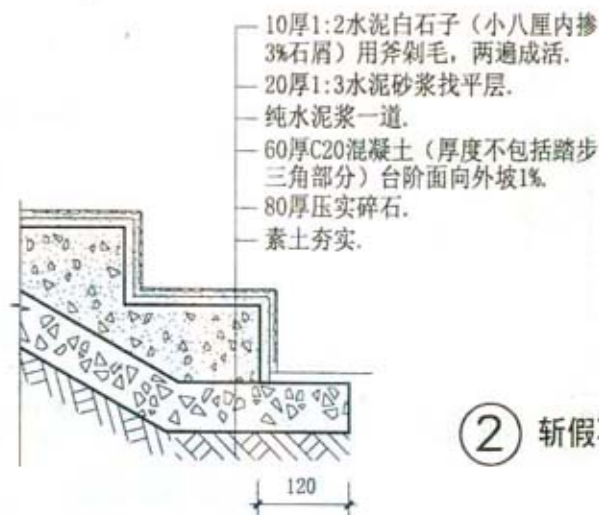 10厚1:2水泥白石子（小八厘内掺
3%石屑）用斧剁毛，两遍成活.
20厚1:3水泥砂浆找平层.
纯水泥浆一道.
60厚C20混凝土（厚度不包括踏步
三角部分）台阶面向外坡1%.
80厚压实碎石.
素土夯实.
② 斩假
120